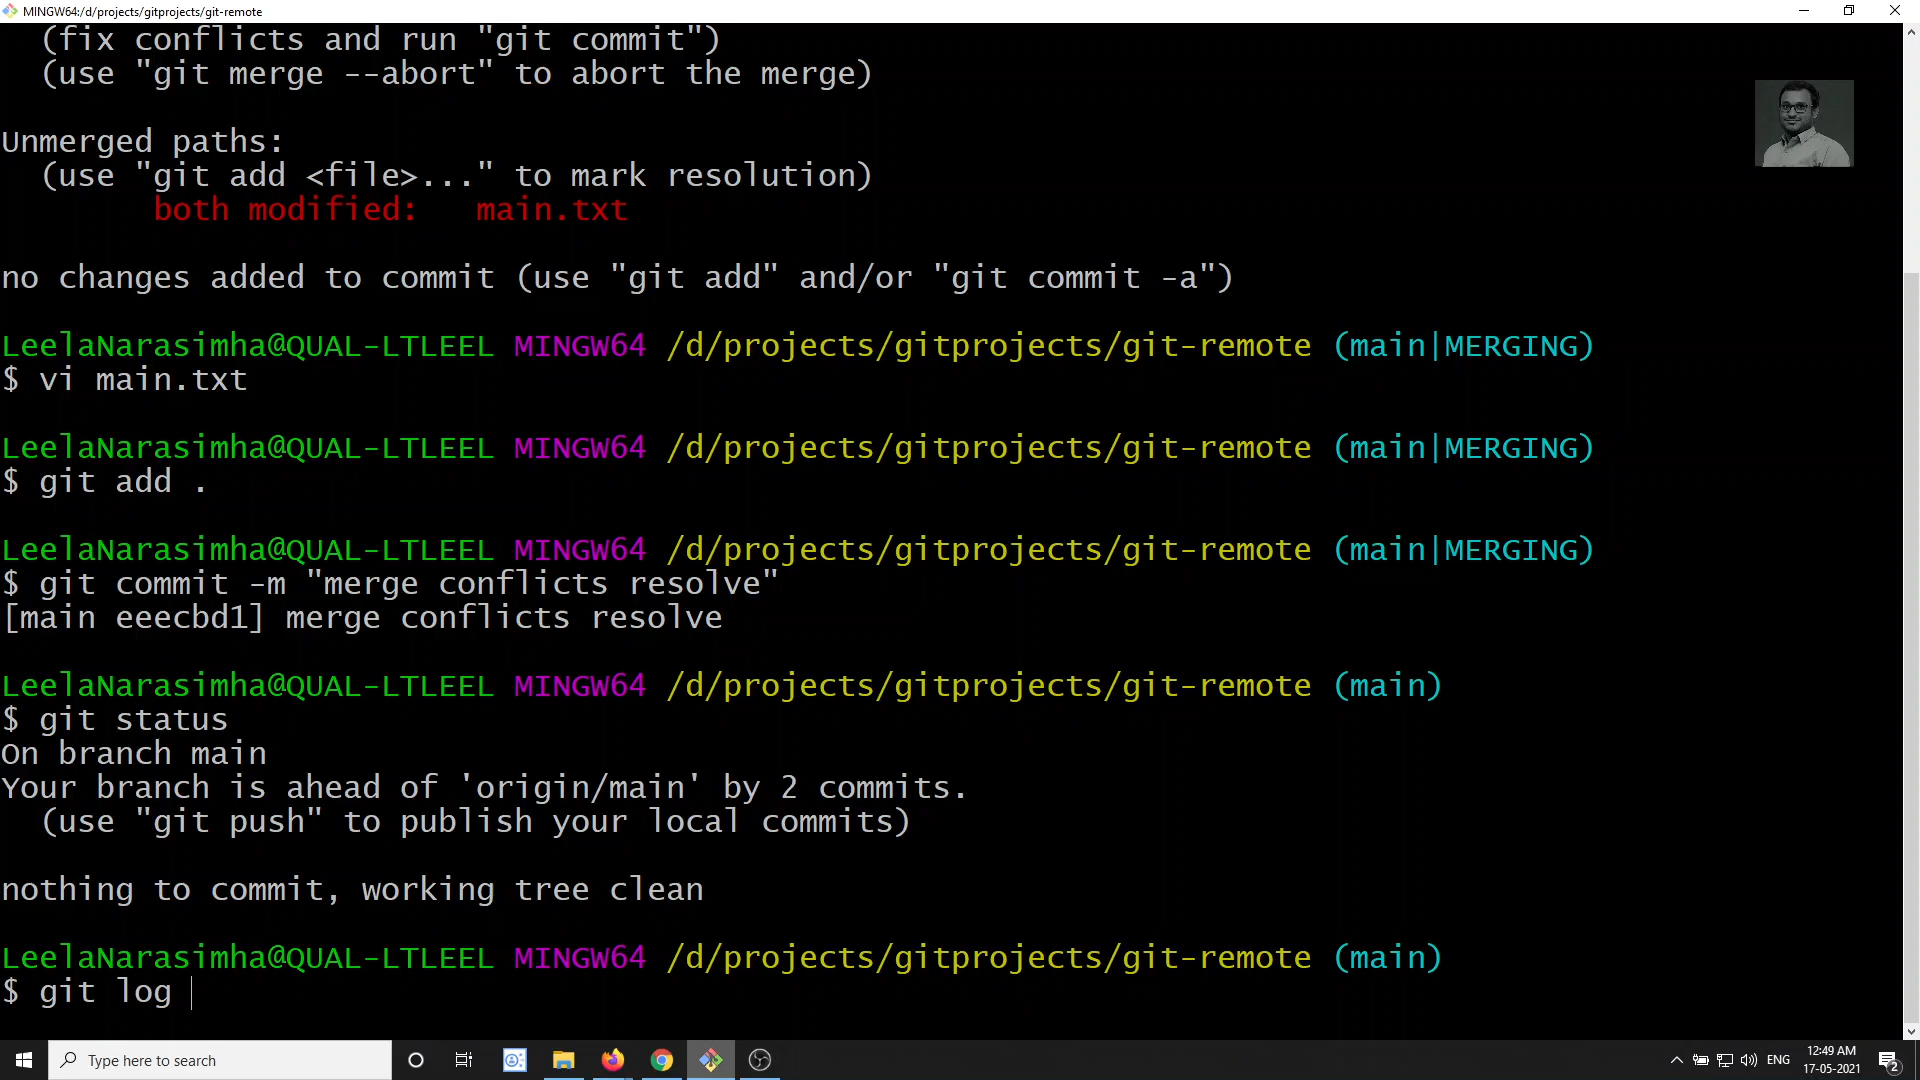 MINGW64:/d/projects/gitprojects/git-remote
(fix conflicts and run "git commit")
(use "git merge --abort" to abort the merge)
Unmerged paths:
(use "git add <file>..." to mark resolution)
both modified:   main.txt
no changes added to commit (use "git add" and/or "git commit -a")
LeelaNarasimha@QUAL-LTLEEL MINGW64 /d/projects/gitprojects/git-remote (main|MERGING)
$ vi main.txt
LeelaNarasimha@QUAL-LTLEEL MINGW64 /d/projects/gitprojects/git-remote (main|MERGING)
$ git add .
LeelaNarasimha@QUAL-LTLEEL MINGW64 /d/projects/gitprojects/git-remote (main|MERGING)
$ git commit -m "merge conflicts resolve"
[main eeecbd1] merge conflicts resolve
LeelaNarasimha@QUAL-LTLEEL MINGW64 /d/projects/gitprojects/git-remote (main)
$ git status
On branch main
Your branch is ahead of 'origin/main' by 2 commits.
(use "git push" to publish your local commits)
nothing to commit, working tree clean
LeelaNarasimha@QUAL-LTLEEL MINGW64 /d/projects/gitprojects/git-remote (main)
$ git log
Type here to search
ENG
12:49 AM
17-05-2021
2